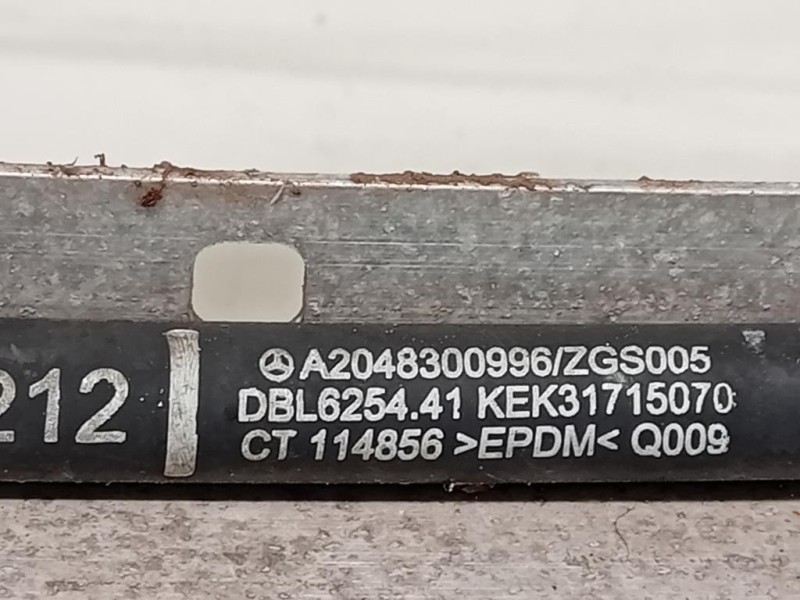 212
A2048300996/ZGS005
DBL6254.41 KEK31715070
CT 114856 >EPDM< Q009